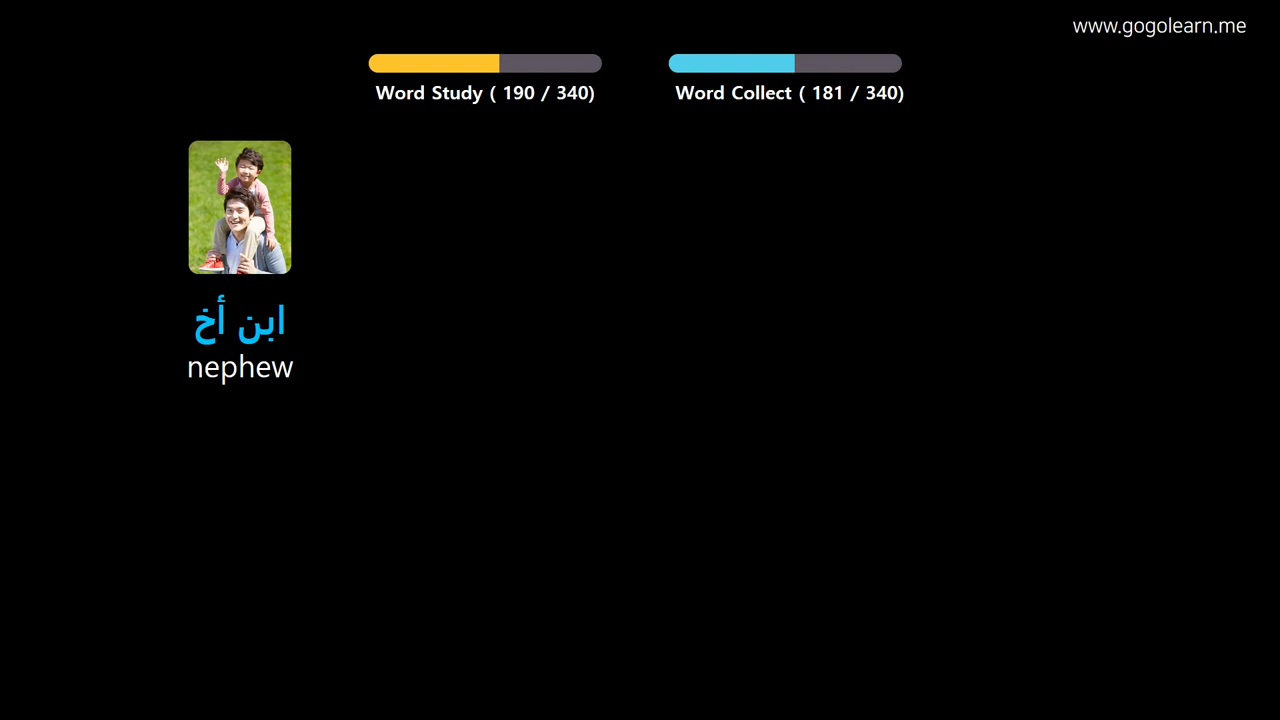 www.gogolearn.me
Word Study ( 190 / 340)
Word Collect ( 181 / 340)
ابن أخ
nephew